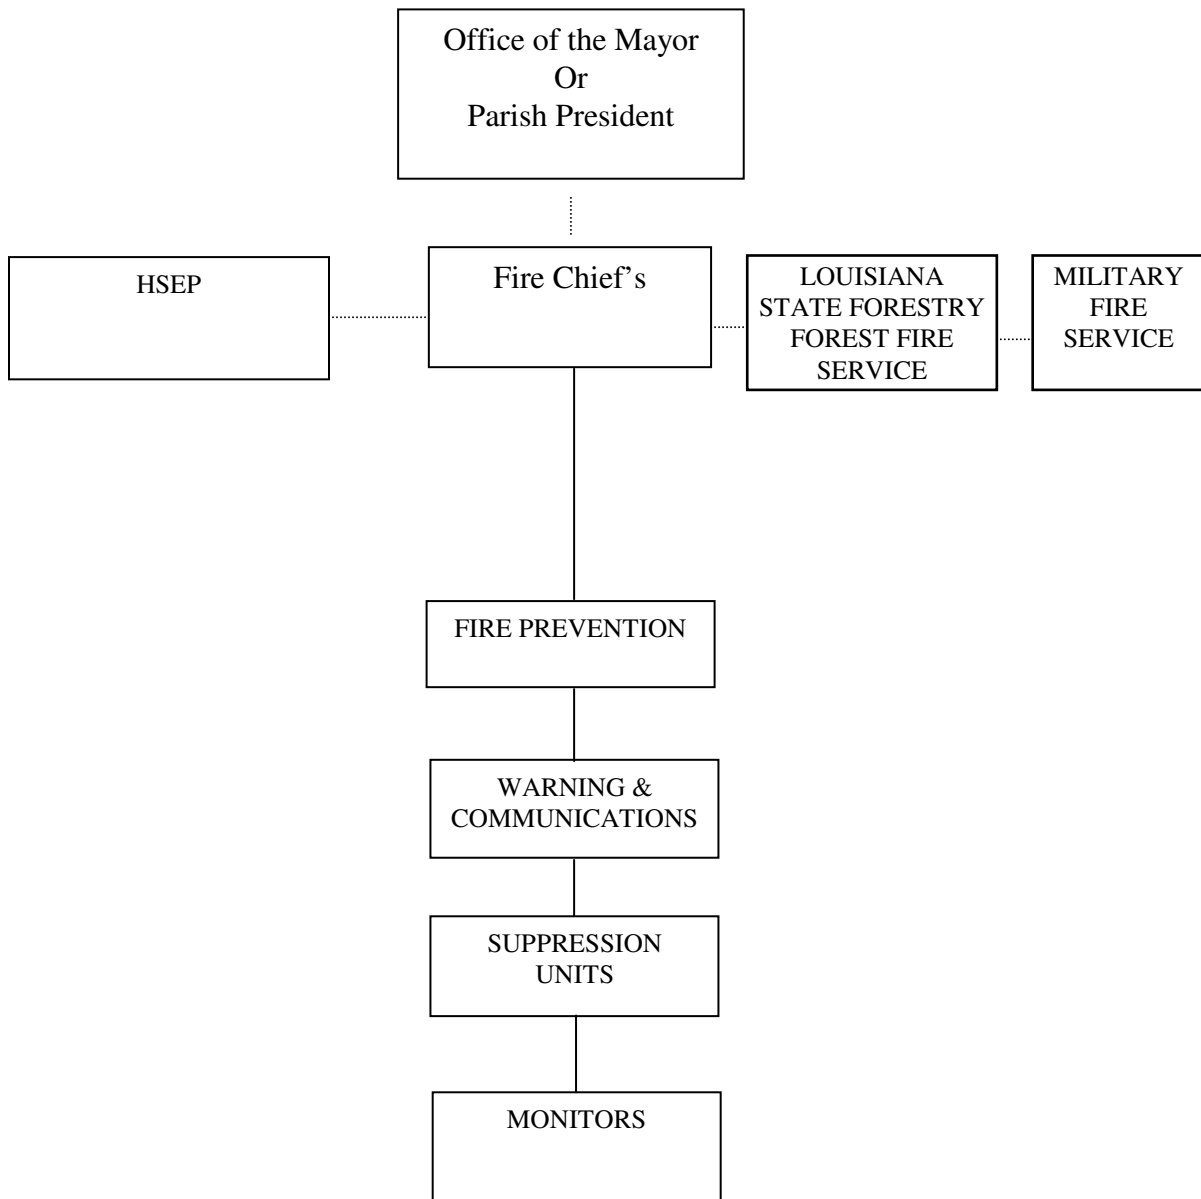 Office of the Mayor
Or
Parish President
HSEP
Fire Chief's
LOUISIANA
STATE FORESTRY
FOREST FIRE
SERVICE
MILITARY
FIRE
SERVICE
FIRE PREVENTION
WARNING &
COMMUNICATIONS
SUPPRESSION
UNITS
MONITORS